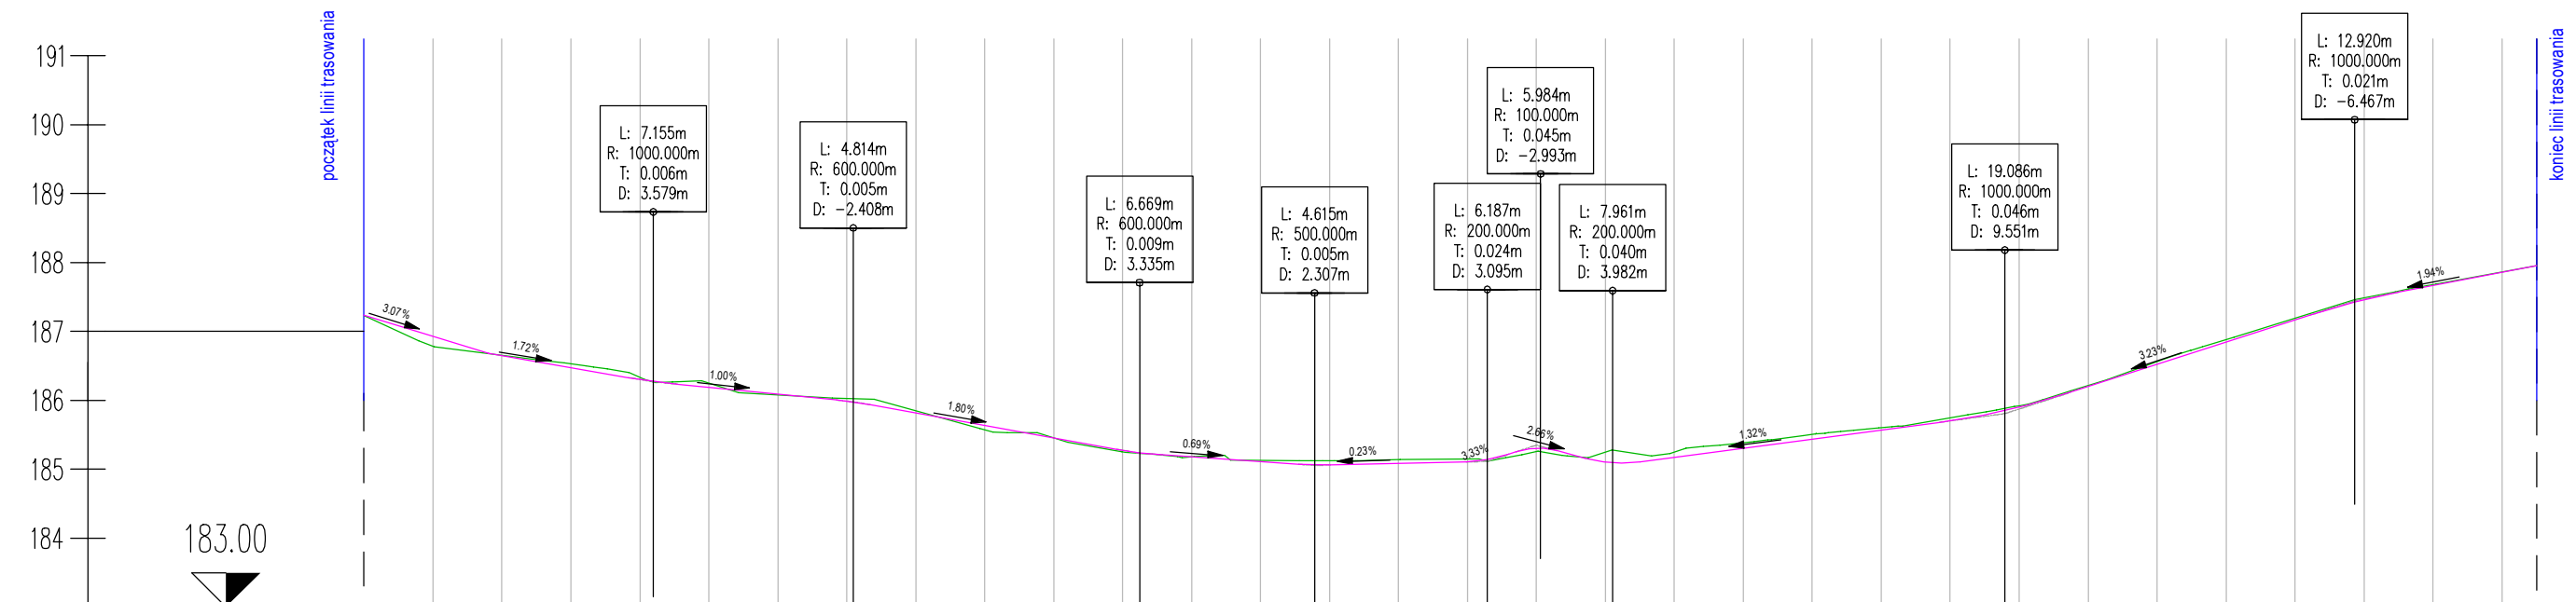 191
190
189
188
187
186
185
184
183.00
początek linii trasowania
3.07%
1.72%
L: 7.155m
R: 1000.000m
T: 0.006m
D: 3.579m
1.00%
L: 4.814m
R: 600.000m
T: 0.005m
D: -2.408m
1.80%
L: 6.669m
R: 600.000m
T: 0.009m
D: 3.335m
0.69%
L: 4.615m
R: 500.000m
T: 0.005m
D: 2.307m
0.23%
L: 6.187m
R: 200.000m
T: 0.024m
D: 3.095m
3.33%
L: 5.984m
R: 100.000m
T: 0.045m
D: -2.993m
2.66%
L: 7.961m
R: 200.000m
T: 0.040m
D: 3.982m
1.32%
L: 19.086m
R: 1000.000m
T: 0.046m
D: 9.551m
3.23%
L: 12.920m
R: 1000.000m
T: 0.021m
D: -6.467m
1.94%
koniec linii trasowania